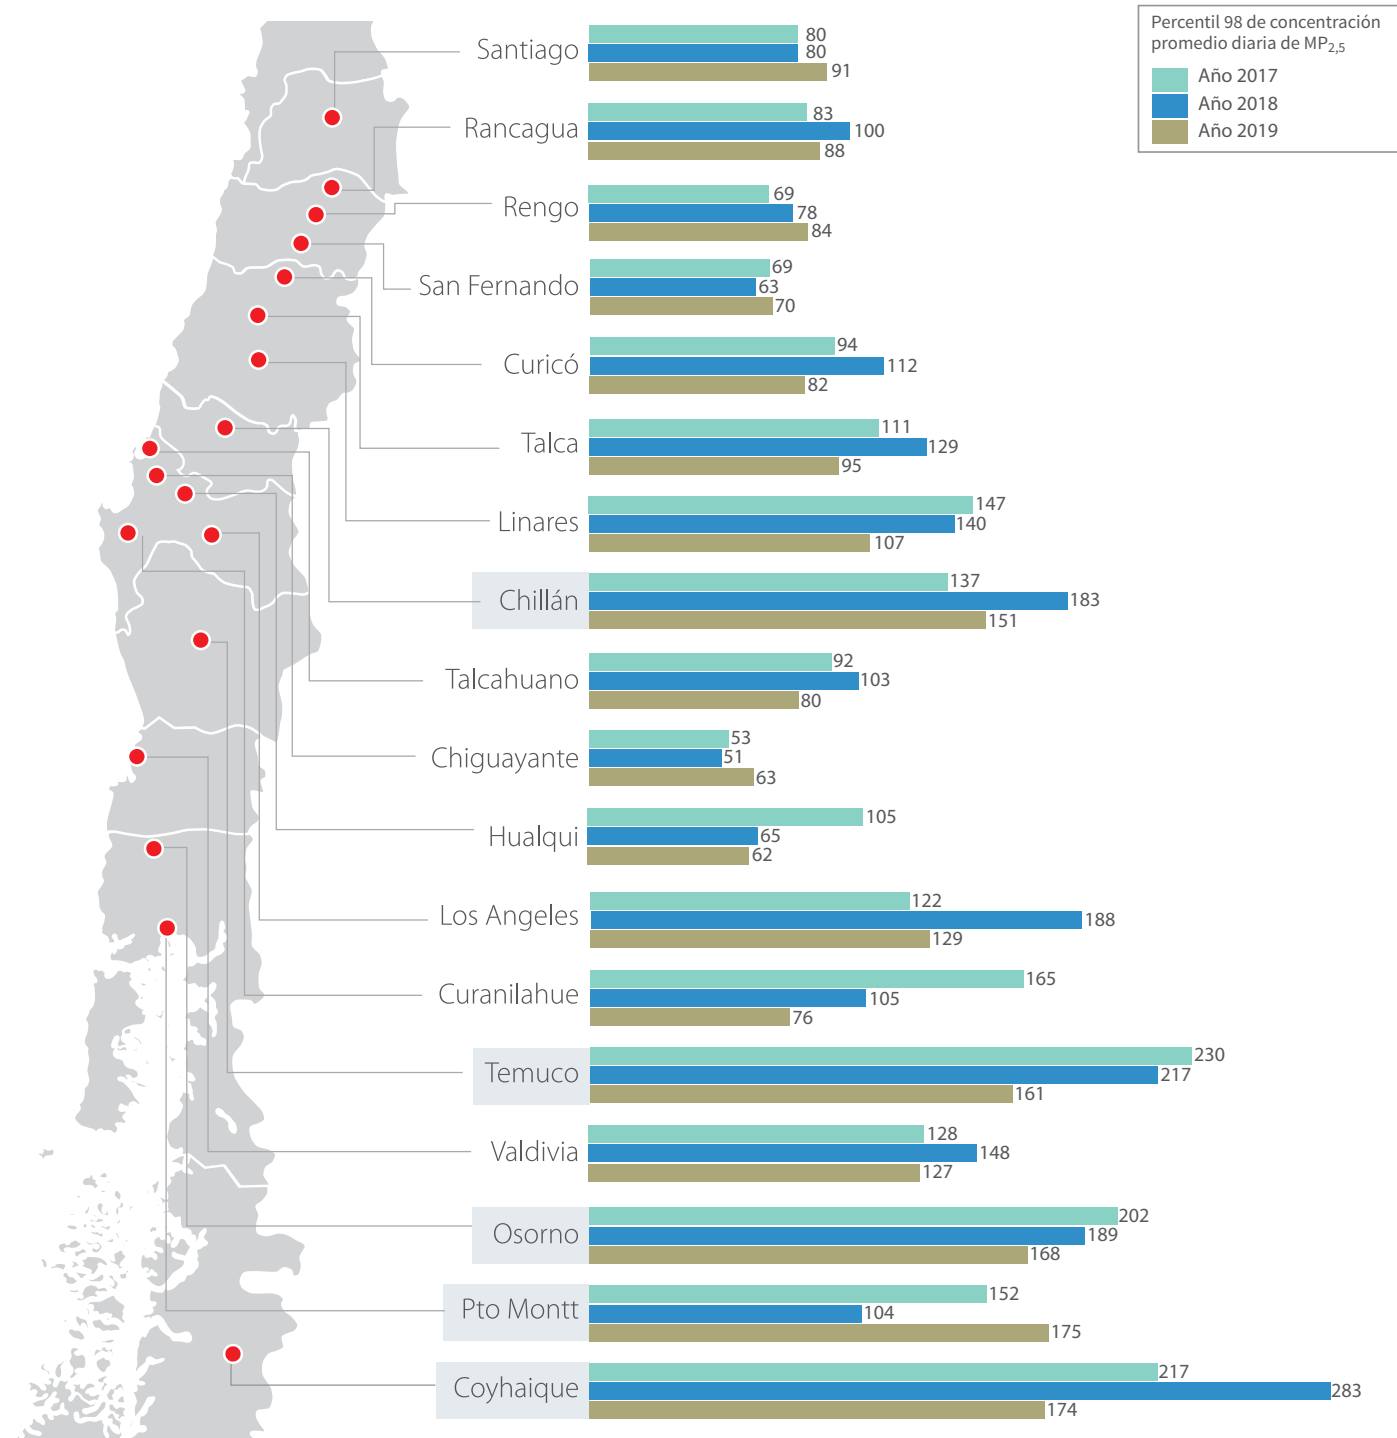 Percentil 98 de concentración
promedio diaria de MP2,5
Año 2017
Año 2018
Año 2019
Santiago
80
80
91
Rancagua
83
100
88
Rengo
69
78
84
San Fernando
69
63
70
Curicó
94
112
82
Talca
111
129
95
Linares
147
140
107
Chillán
137
183
151
Talcahuano
92
103
80
Chiguayante
53
51
63
Hualqui
105
65
62
Los Angeles
122
188
129
Curanilahue
165
105
76
Temuco
230
217
161
Valdivia
128
148
127
Osorno
202
189
168
Pto Montt
152
104
175
Coyhaique
217
283
174